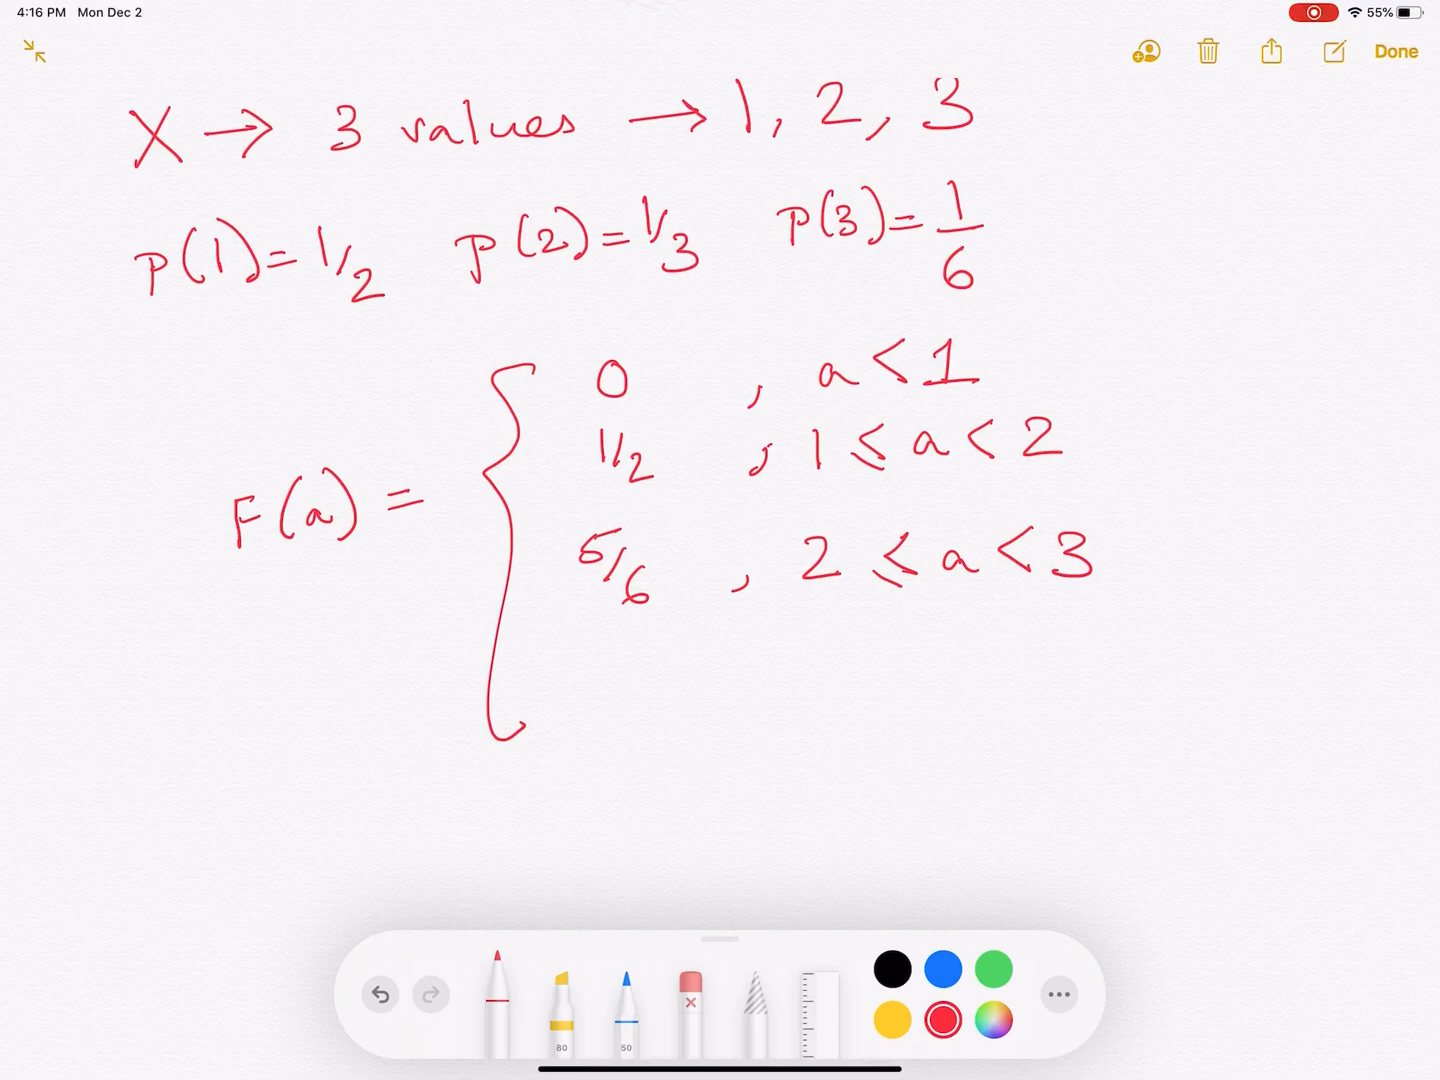 4:16 PM Mon Dec 2 55%
Done
X → 3 values → 1, 2, 3
P(1) = 1/2 P(2) = 1/3 P(3) = 1/6
0 , a < 1
1/2 , 1 ≤ a < 2
F(a) =
5/6 , 2 ≤ a < 3
80 50